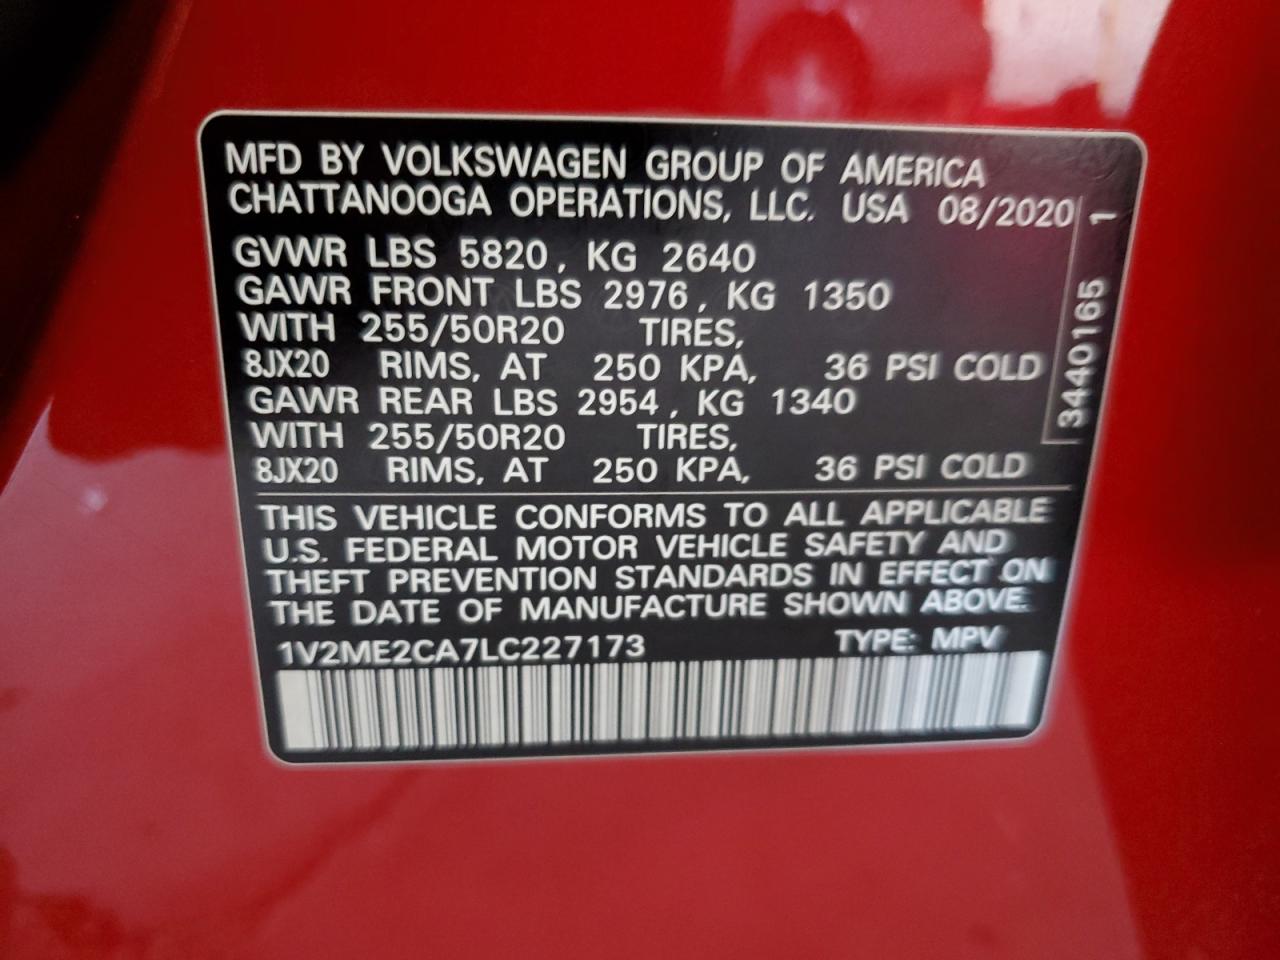 MFD BY VOLKSWAGEN GROUP OF AMERICA
CHATTANOOGA OPERATIONS, LLC. USA 08/2020
GVWR LBS 5820, KG 2640
GAWR FRONT LBS 2976, KG 1350
WITH 255/50R20 TIRES,
8JX20 RIMS, AT 250 KPA, 36 PSI COLD
GAWR REAR LBS 2954, KG 1340
WITH 255/50R20 TIRES,
8JX20 RIMS, AT 250 KPA, 36 PSI COLD
3440165 1
THIS VEHICLE CONFORMS TO ALL APPLICABLE
U.S. FEDERAL MOTOR VEHICLE SAFETY AND
THEFT PREVENTION STANDARDS IN EFFECT ON
THE DATE OF MANUFACTURE SHOWN ABOVE.
1V2ME2CA7LC227173 TYPE: MPV